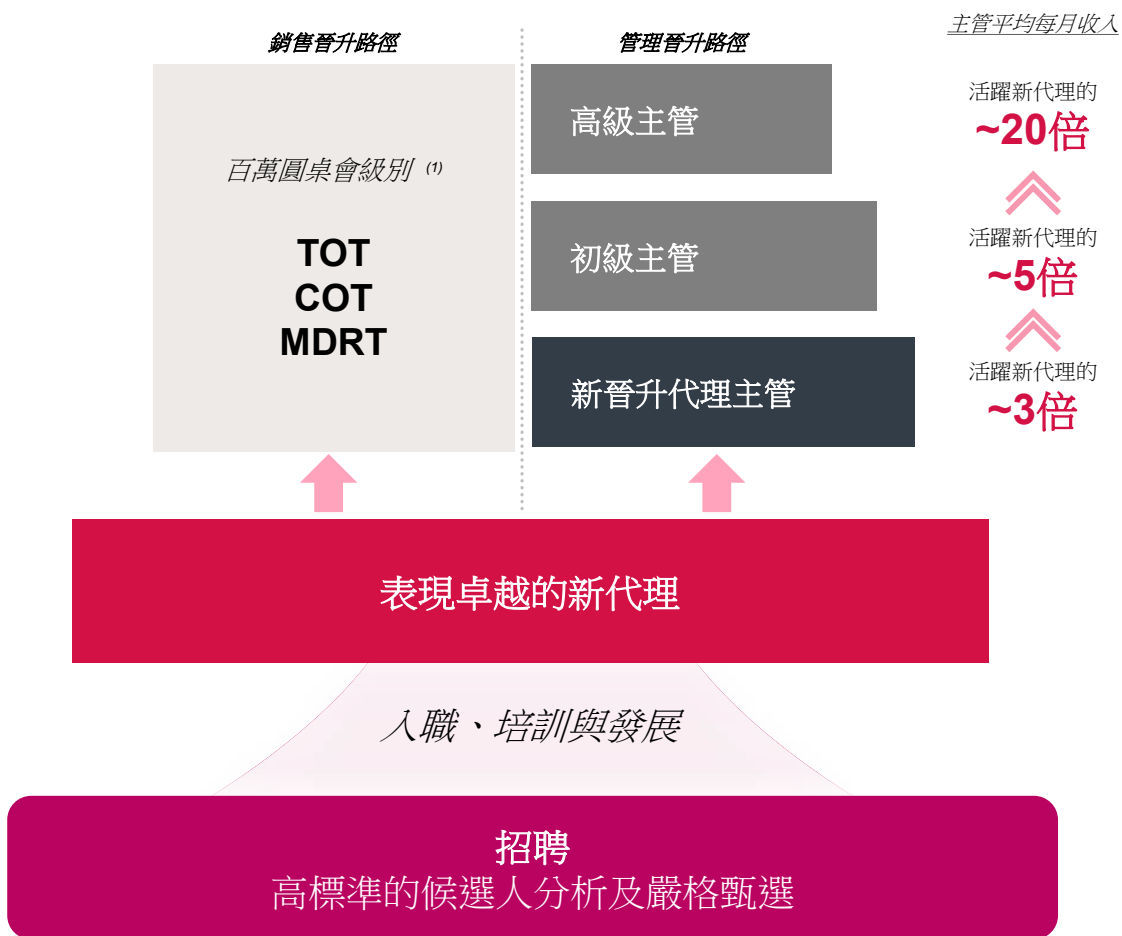 銷售晉升路徑
管理晉升路徑
主管平均每月收入
百萬圓桌會級別 (1)
TOT
COT
MDRT
高級主管
活躍新代理的
~20倍
初級主管
活躍新代理的
~5倍
新晉升代理主管
活躍新代理的
~3倍
表現卓越的新代理
入職、培訓與發展
招聘
高標準的候選人分析及嚴格甄選